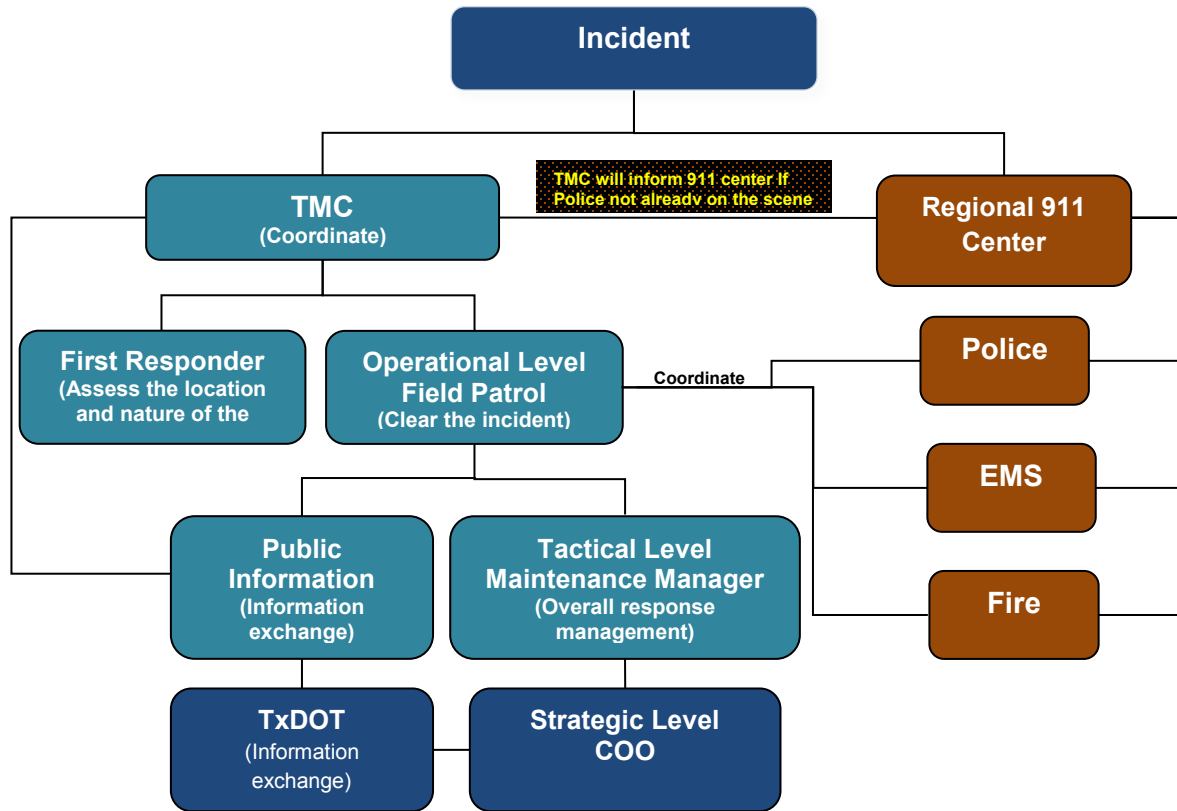 Incident
TMC will inform 911 center If
Police not already on the scene
TMC
(Coordinate)
Regional 911
Center
First Responder
(Assess the location
and nature of the
Operational Level
Field Patrol
(Clear the incident)
Coordinate
Police
EMS
Public
Information
(Information
exchange)
Tactical Level
Maintenance Manager
(Overall response
management)
Fire
TxDOT
(Information
exchange)
Strategic Level
COO